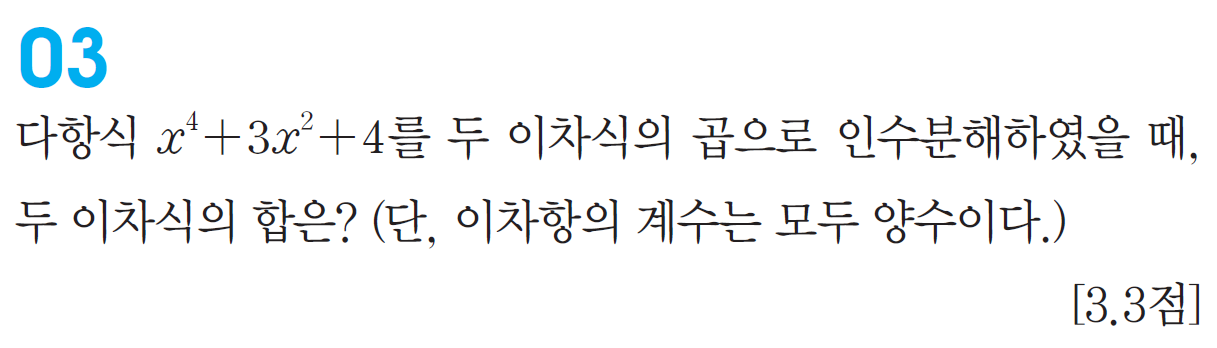 03
다항식 x⁴+3x²+4를 두 이차식의 곱으로 인수분해하였을 때,
두 이차식의 합은? (단, 이차항의 계수는 모두 양수이다.)
[3.3점]